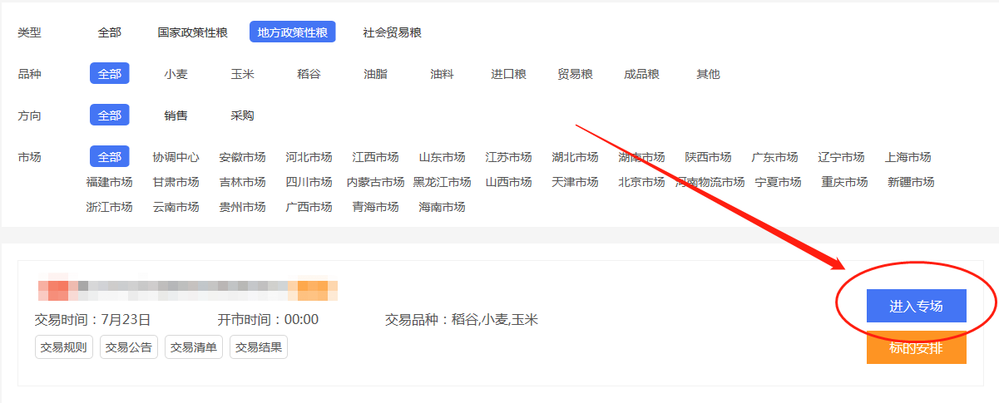 类型 全部 国家政策性粮 地方政策性粮 社会贸易粮
品种 全部 小麦 玉米 稻谷 油脂 油料 进口粮 贸易粮 成品粮 其他
方向 全部 销售 采购
市场 全部 协调中心 安徽市场 河北市场 江西市场 山东市场 江苏市场 湖北市场 湖南市场 陕西市场 广东市场 辽宁市场 上海市场
福建市场 甘肃市场 吉林市场 四川市场 内蒙古市场 黑龙江市场 山西市场 天津市场 北京市场 河南物流市场 宁夏市场 重庆市场 新疆市场
浙江市场 云南市场 贵州市场 广西市场 青海市场 海南市场
进入专场
交易时间：7月23日 开市时间：00:00 交易品种：稻谷,小麦,玉米
交易规则 交易公告 交易清单 交易结果
标的安排